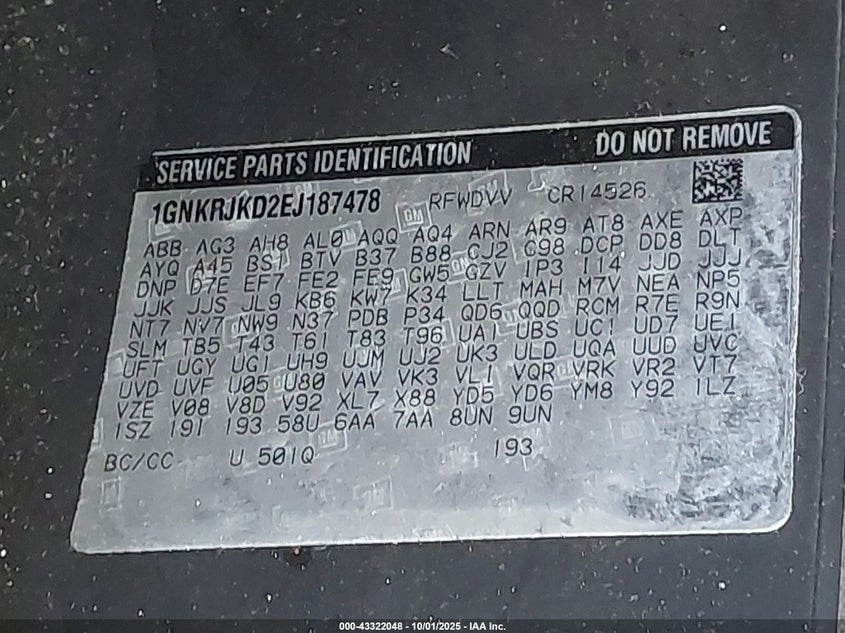 SERVICE PARTS IDENTIFICATION DO NOT REMOVE
1GNKRJKD2EJ187478 RFWDVV CR14526
ABB AG3 AH8 AL0 AQQ AQ4 ARN AR9 AT8 AXE AXP
AYQ A45 BS1 BTV B37 B88 CJ2 C98 DCP DD8 DLT
DNP D7E EF7 FE2 FE9 GW5 GZV IP3 I14 JJD JJJ
JJK JJS JL9 KB6 KW7 K34 LLT MAH M7V NEA NP5
NT7 NV7 NW9 N37 PDB P34 QD6 QQD RCM R7E R9N
SLM TB5 T43 T61 T83 T96 UA1 UBS UC1 UD7 UE1
UFT UGY UG1 UH9 UJM UJ2 UK3 ULD UQA UUD UVC
UVD UVF U05 U80 VAV VK3 VL1 VQR VRK VR2 VT7
VZE V08 V8D V92 XL7 X88 YD5 YD6 YM8 Y92 1LZ
1SZ 19I 193 58U 6AA 7AA 8UN 9UN
BC/CC U 501Q 193
000-43322048 - 10/01/2025 - IAA Inc.